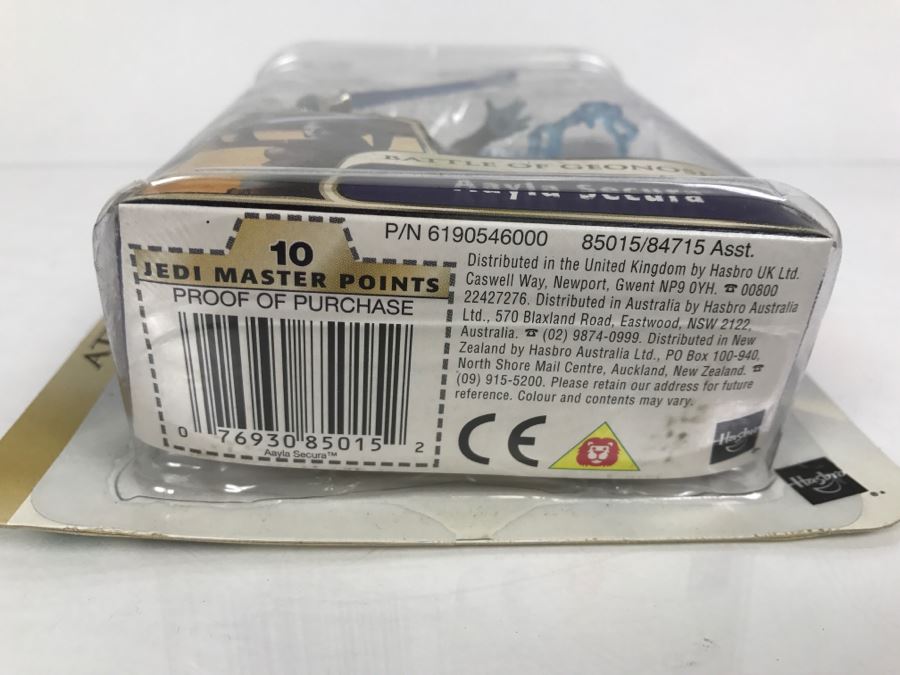 BATTLE OF GEONOSI
Aayla Secura
10
JEDI MASTER POINTS
PROOF OF PURCHASE
0 76930 85015 2
Aayla Secura™
P/N 6190546000 85015/84715 Asst.
Distributed in the United Kingdom by Hasbro UK Ltd.
Caswell Way, Newport, Gwent NP9 0YH. ☎ 00800
22427276. Distributed in Australia by Hasbro Australia
Ltd., 570 Blaxland Road, Eastwood, NSW 2122,
Australia. ☎ (02) 9874-0999. Distributed in New
Zealand by Hasbro Australia Ltd., PO Box 100-940,
North Shore Mail Centre, Auckland, New Zealand. ☎
(09) 915-5200. Please retain our address for future
reference. Colour and contents may vary.
CE
Hasbro
Hasbro
AT